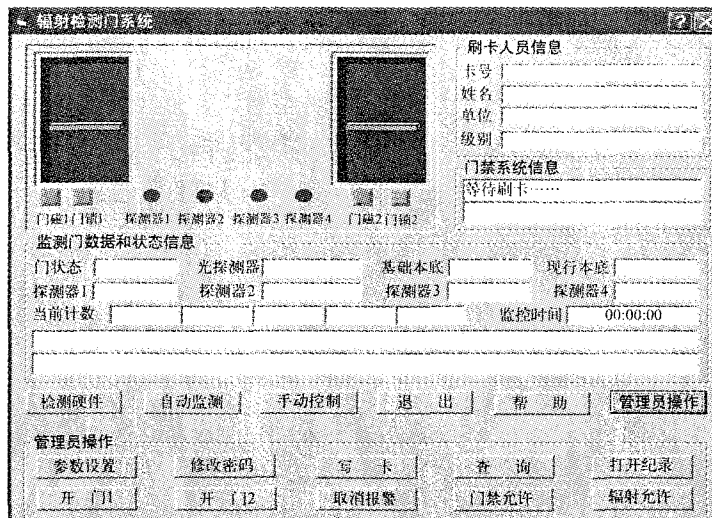 辐射检测门系统
刷卡人员信息
卡号
姓名
单位
级别
门禁系统信息
等待刷卡……
门磁1 门锁1 探测器1 探测器2 探测器3 探测器4 门磁2 门锁2
监测门数据和状态信息
门状态 光探测器 基础本底 现行本底
探测器1 探测器2 探测器3 探测器4
当前计数 监控时间 00:00:00
检测硬件 自动监测 手动控制 退 出 帮 助 管理员操作
管理员操作
参数设置 修改密码 写 卡 查 询 打开纪录
开 门1 开 门2 取消报警 门禁允许 辐射允许